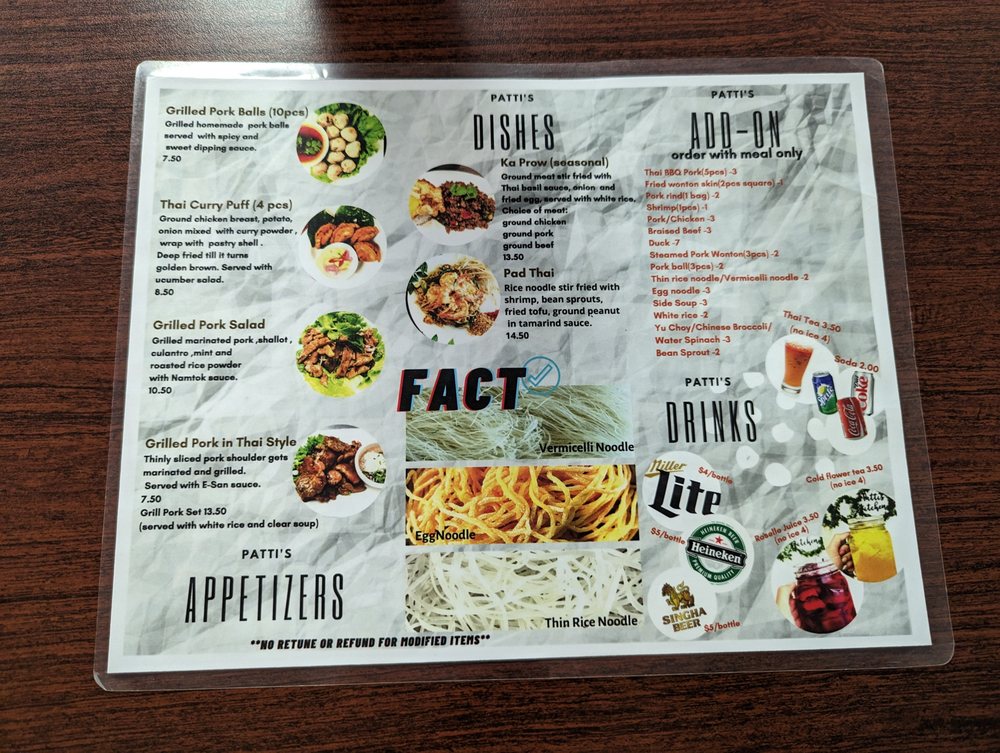 Grilled Pork Balls (10pcs)
Grilled homemade pork balls
served with spicy and
sweet dipping sauce.
7.50
Thai Curry Puff (4 pcs)
Ground chicken breast, potato,
onion mixed with curry powder,
wrap with pastry shell.
Deep fried till it turns
golden brown. Served with
ucumber salad.
8.50
Grilled Pork Salad
Grilled marinated pork, shallot,
culantro, mint and
roasted rice powder
with Namtok sauce.
10.50
Grilled Pork in Thai Style
Thinly sliced pork shoulder gets
marinated and grilled.
Served with E-San sauce.
7.50
Grill Pork Set 13.50
(served with white rice and clear soup)
PATTI'S
APPETIZERS
**NO RETUNE OR REFUND FOR MODIFIED ITEMS**
PATTI'S
DISHES
Ka Prow (seasonal)
Ground meat stir fried with
Thai basil sauce, onion and
fried egg, served with white rice.
Choice of meat:
ground chicken
ground pork
ground beef
13.50
Pad Thai
Rice noodle stir fried with
shrimp, bean sprouts,
fried tofu, ground peanut
in tamarind sauce.
14.50
FACT
Vermicelli Noodle
EggNoodle
Thin Rice Noodle
PATTI'S
ADD-ON
order with meal only
Thai BBQ Pork(5pcs) -3
Fried wonton skin(2pcs square) -1
Pork rind(1 bag) -2
Shrimp(1pcs) -1
Pork/Chicken -3
Braised Beef -3
Duck -7
Steamed Pork Wonton(3pcs) -2
Pork ball(3pcs) -2
Thin rice noodle/Vermicelli noodle -2
Egg noodle -3
Side Soup -3
White rice -2
Yu Choy/Chinese Broccoli/
Water Spinach -3
Bean Sprout -2
Thai Tea 3.50
(no ice 4)
Soda 2.00
Sprite
Coca-Cola
Coke
PATTI'S
DRINKS
Miller
Lite
$4/bottle
$5/bottle
HEINEKEN BEER
Heineken
PREMIUM QUALITY
SINGHA
BEER
$5/bottle
Cold flower tea 3.50
(no ice 4)
Patti's
Kitchen
Roselle Juice 3.50
(no ice 4)
Kitchen